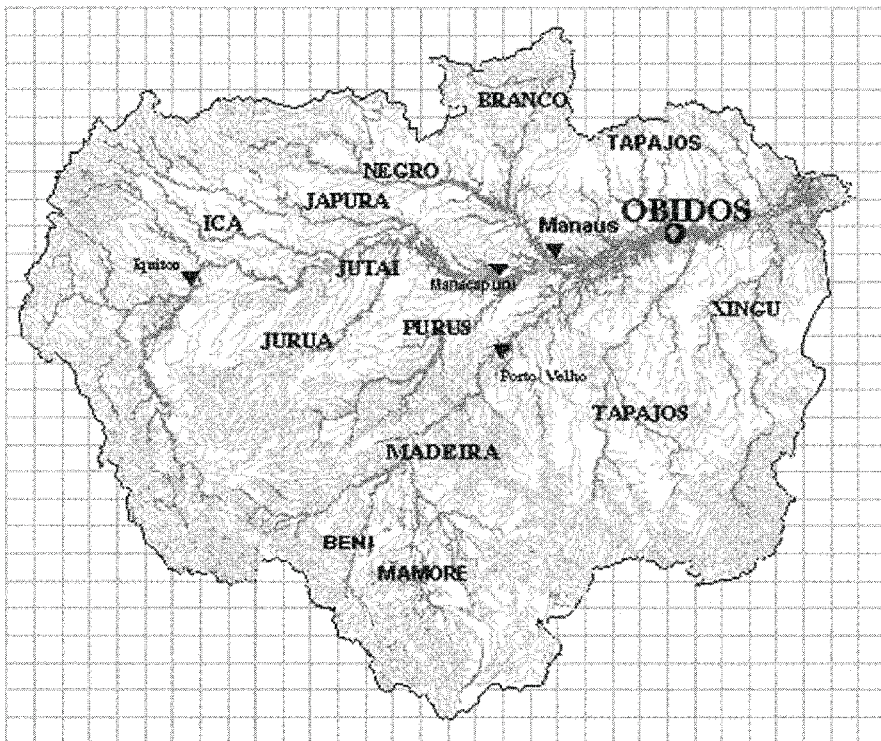 BRANCO
TAPAJOS
NEGRO
JAPURA
OBIDOS
ICA
Manaus
Iquitos
JUTAI
Manacapuru
XINGU
PURUS
JURUA
Porto Velho
TAPAJOS
MADEIRA
BENI
MAMORE